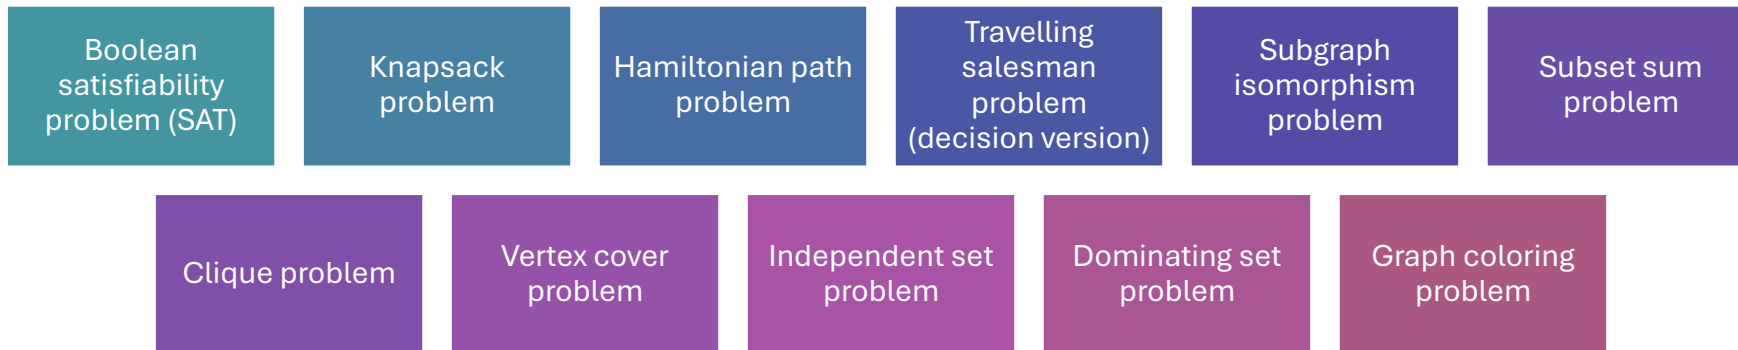 Boolean
satisfiability
problem (SAT)
Knapsack
problem
Hamiltonian path
problem
Travelling
salesman
problem
(decision version)
Subgraph
isomorphism
problem
Subset sum
problem
Clique problem
Vertex cover
problem
Independent set
problem
Dominating set
problem
Graph coloring
problem